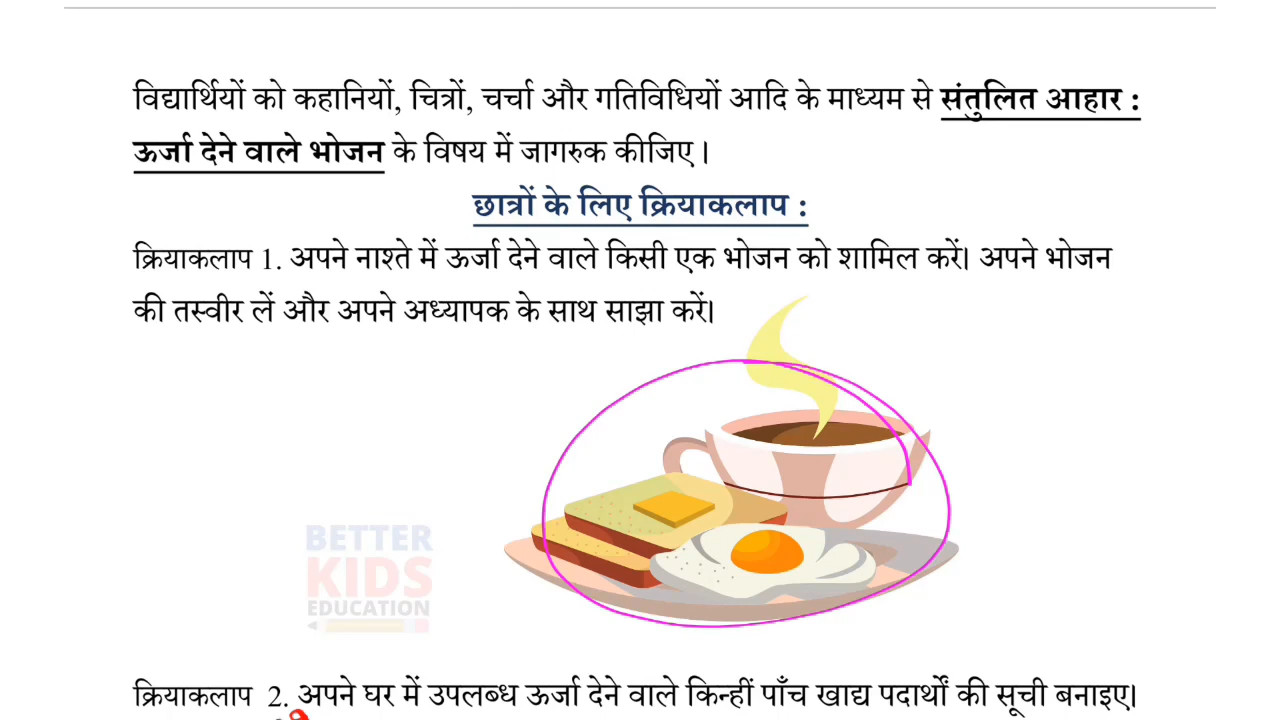 विद्यार्थियों को कहानियों, चित्रों, चर्चा और गतिविधियों आदि के माध्यम से संतुलित आहार :
ऊर्जा देने वाले भोजन के विषय में जागरुक कीजिए।
छात्रों के लिए क्रियाकलाप :
क्रियाकलाप 1. अपने नाश्ते में ऊर्जा देने वाले किसी एक भोजन को शामिल करें। अपने भोजन
की तस्वीर लें और अपने अध्यापक के साथ साझा करें।
BETTER
KIDS
EDUCATION
क्रियाकलाप 2. अपने घर में उपलब्ध ऊर्जा देने वाले किन्हीं पाँच खाद्य पदार्थों की सूची बनाइए।